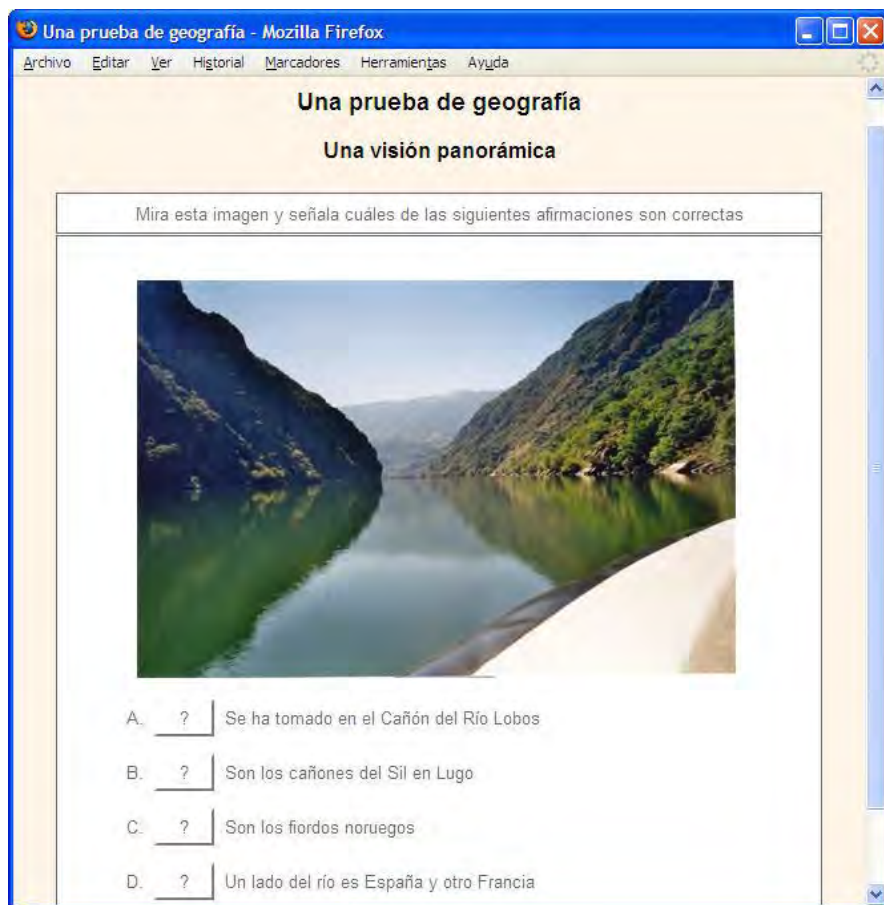 Una prueba de geografía - Mozilla Firefox
Archivo Editar Ver Historial Marcadores Herramientas Ayuda
Una prueba de geografía
Una visión panorámica
Mira esta imagen y señala cuáles de las siguientes afirmaciones son correctas
A. ? Se ha tomado en el Cañón del Río Lobos
B. ? Son los cañones del Sil en Lugo
C. ? Son los fiordos noruegos
D. ? Un lado del río es España y otro Francia